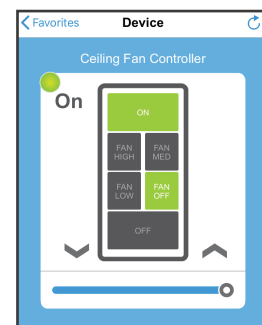 Favorites
Device
Ceiling Fan Controller
On
ON
FAN
HIGH
FAN
MED
FAN
LOW
FAN
OFF
OFF